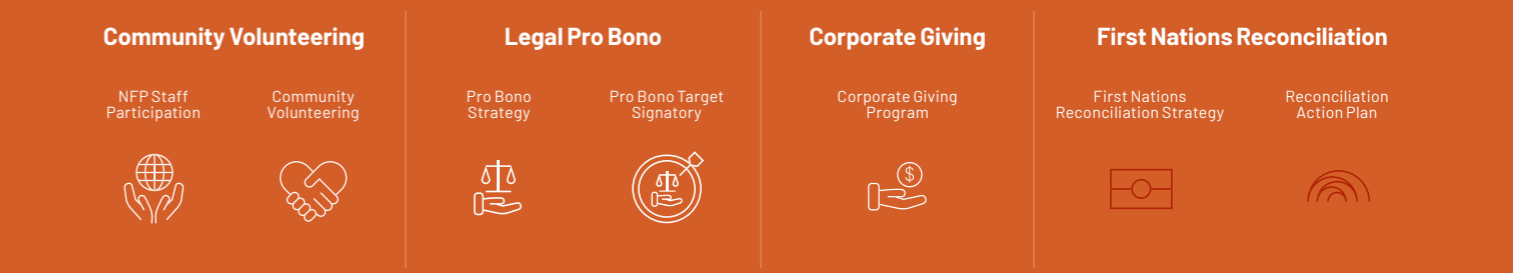 Community Volunteering
NFP Staff
Participation
Community
Volunteering
Legal Pro Bono
Pro Bono
Strategy
Pro Bono Target
Signatory
Corporate Giving
Corporate Giving
Program
First Nations Reconciliation
First Nations
Reconciliation Strategy
Reconciliation
Action Plan
$